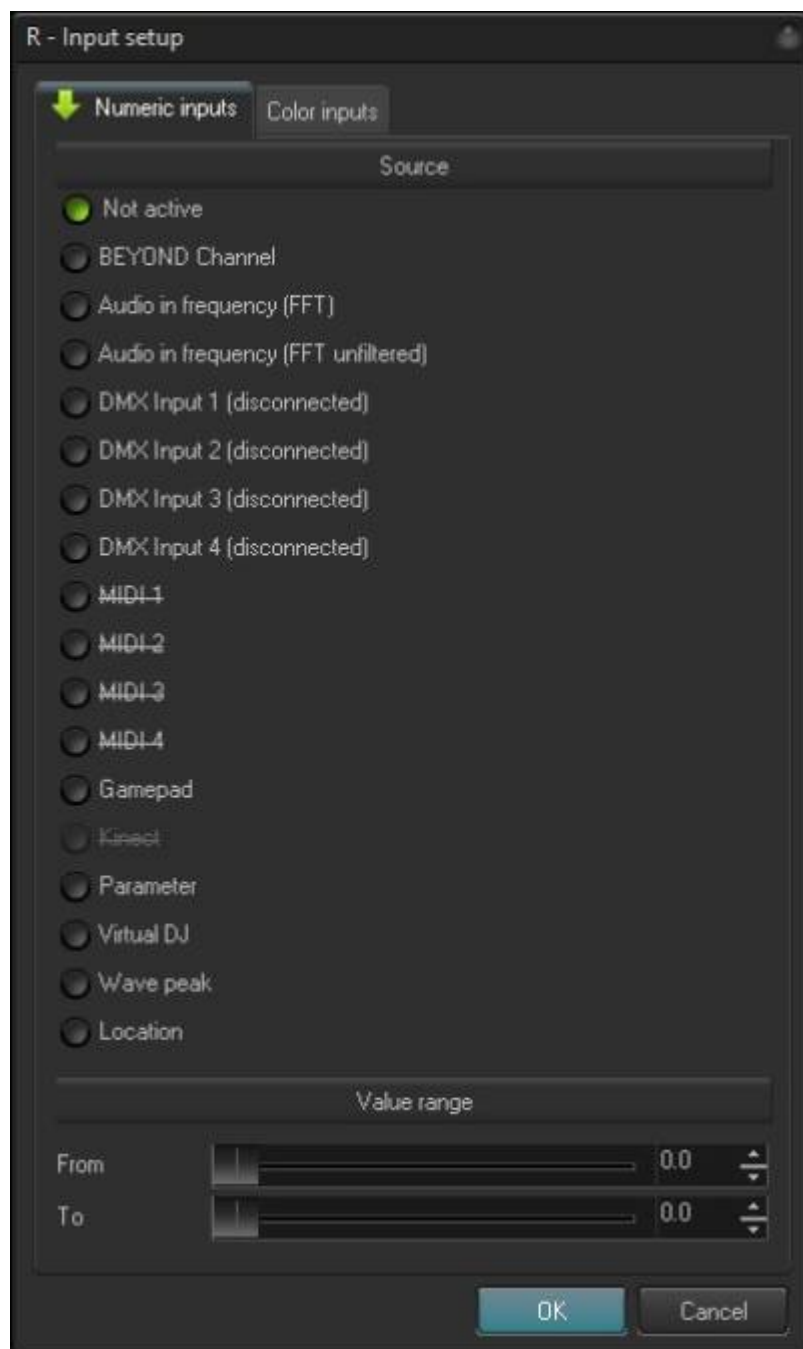 R - Input setup
Numeric inputs
Color inputs
Source
Not active
BEYOND Channel
Audio in frequency (FFT)
Audio in frequency (FFT unfiltered)
DMX Input 1 (disconnected)
DMX Input 2 (disconnected)
DMX Input 3 (disconnected)
DMX Input 4 (disconnected)
MIDI 1
MIDI 2
MIDI 3
MIDI 4
Gamepad
Kinect
Parameter
Virtual DJ
Wave peak
Location
Value range
From 0.0
To 0.0
OK Cancel